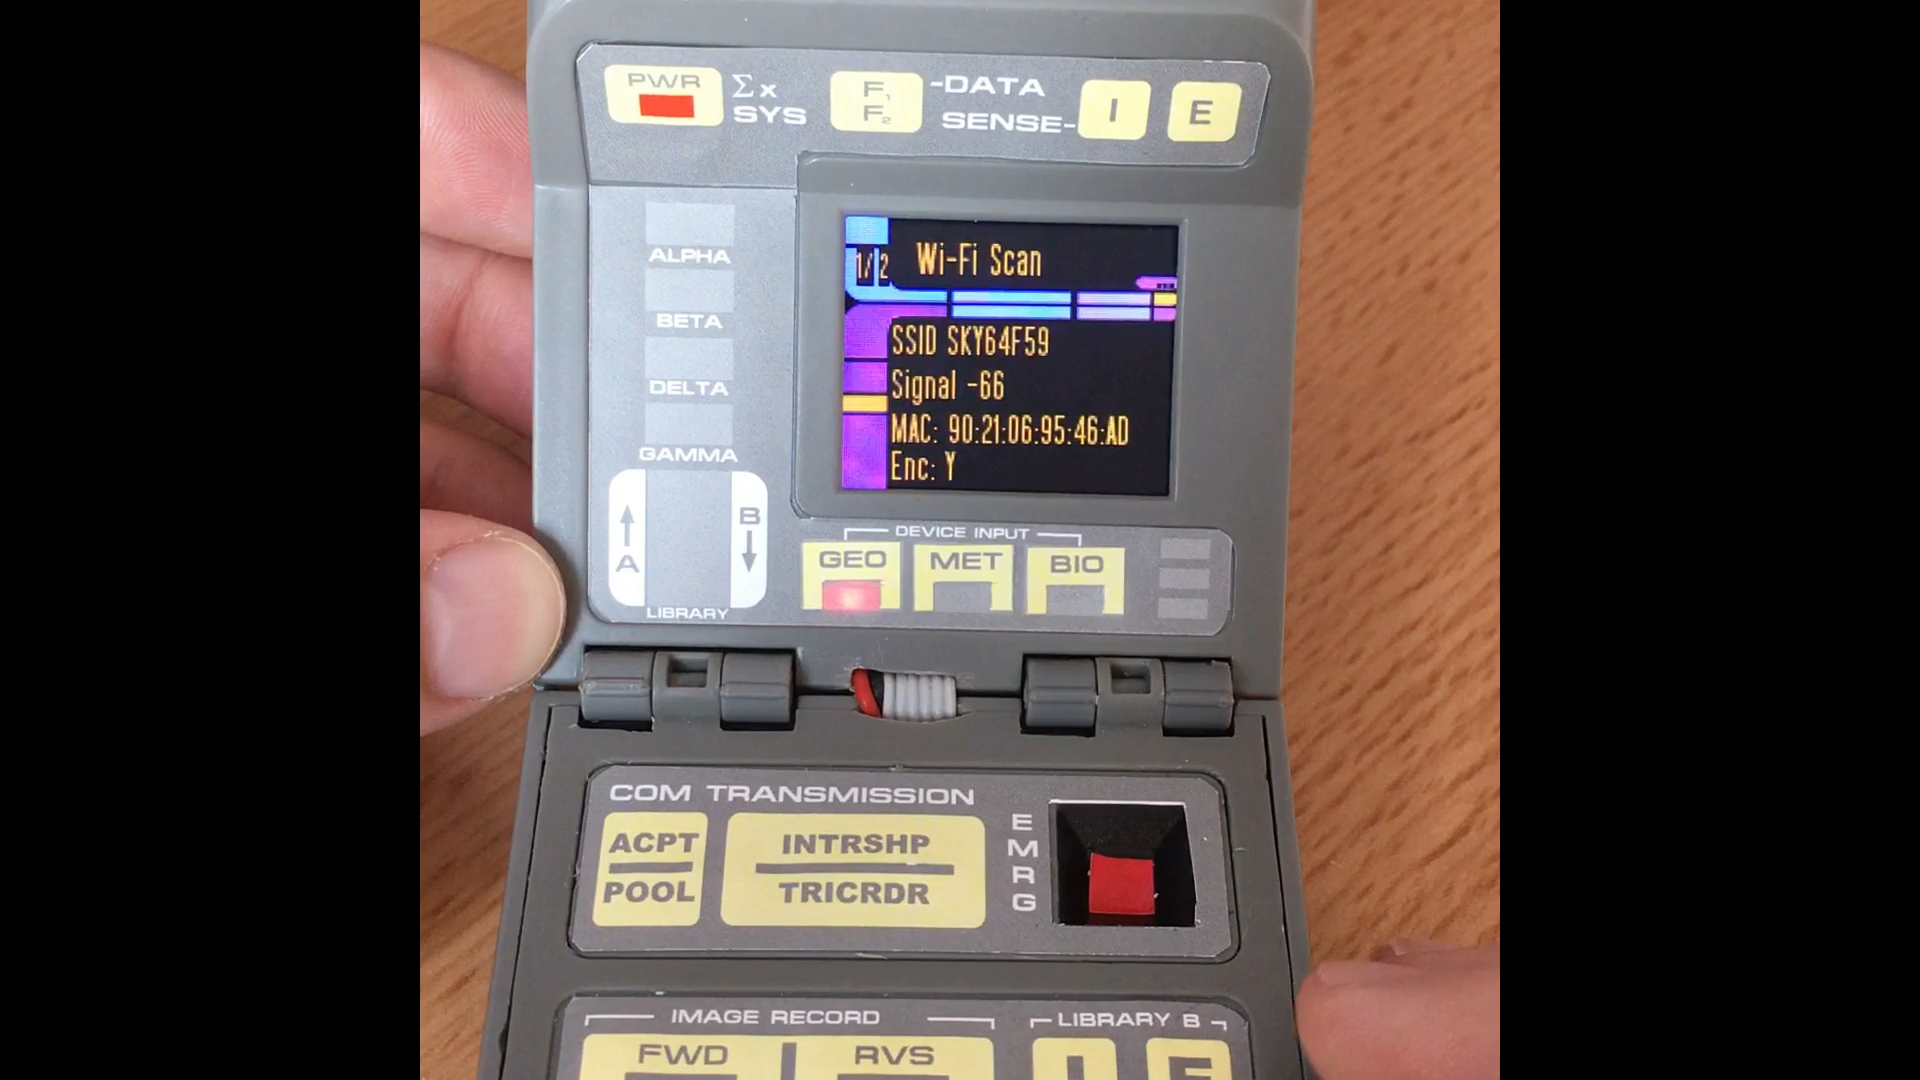 PWR
Σx
SYS
F1
F2
-DATA
SENSE-
I
E
ALPHA
BETA
DELTA
GAMMA
A
B
LIBRARY
1/2
Wi-Fi Scan
SSID SKY64F59
Signal -66
MAC: 90:21:06:95:46:AD
Enc: Y
DEVICE INPUT
GEO
MET
BIO
COM TRANSMISSION
ACPT
POOL
INTRSHP
TRICRDR
EMRG
IMAGE RECORD
FWD
RVS
LIBRARY B
I
E